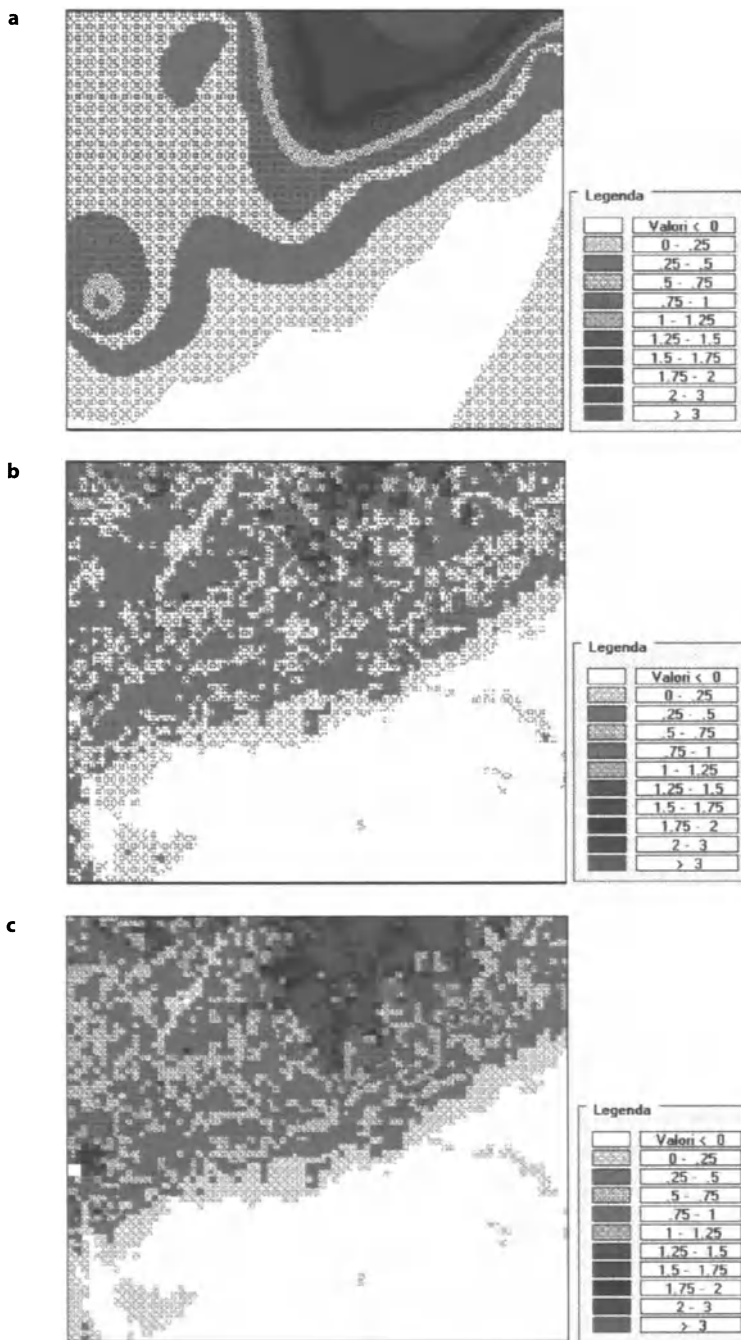 a
Legenda
Valori < 0
0 - .25
.25 - .5
.5 - .75
.75 - 1
1 - 1.25
1.25 - 1.5
1.5 - 1.75
1.75 - 2
2 - 3
> 3
b
Legenda
Valori < 0
0 - .25
.25 - .5
.5 - .75
.75 - 1
1 - 1.25
1.25 - 1.5
1.5 - 1.75
1.75 - 2
2 - 3
> 3
c
Legenda
Valori < 0
0 - .25
.25 - .5
.5 - .75
.75 - 1
1 - 1.25
1.25 - 1.5
1.5 - 1.75
1.75 - 2
2 - 3
> 3